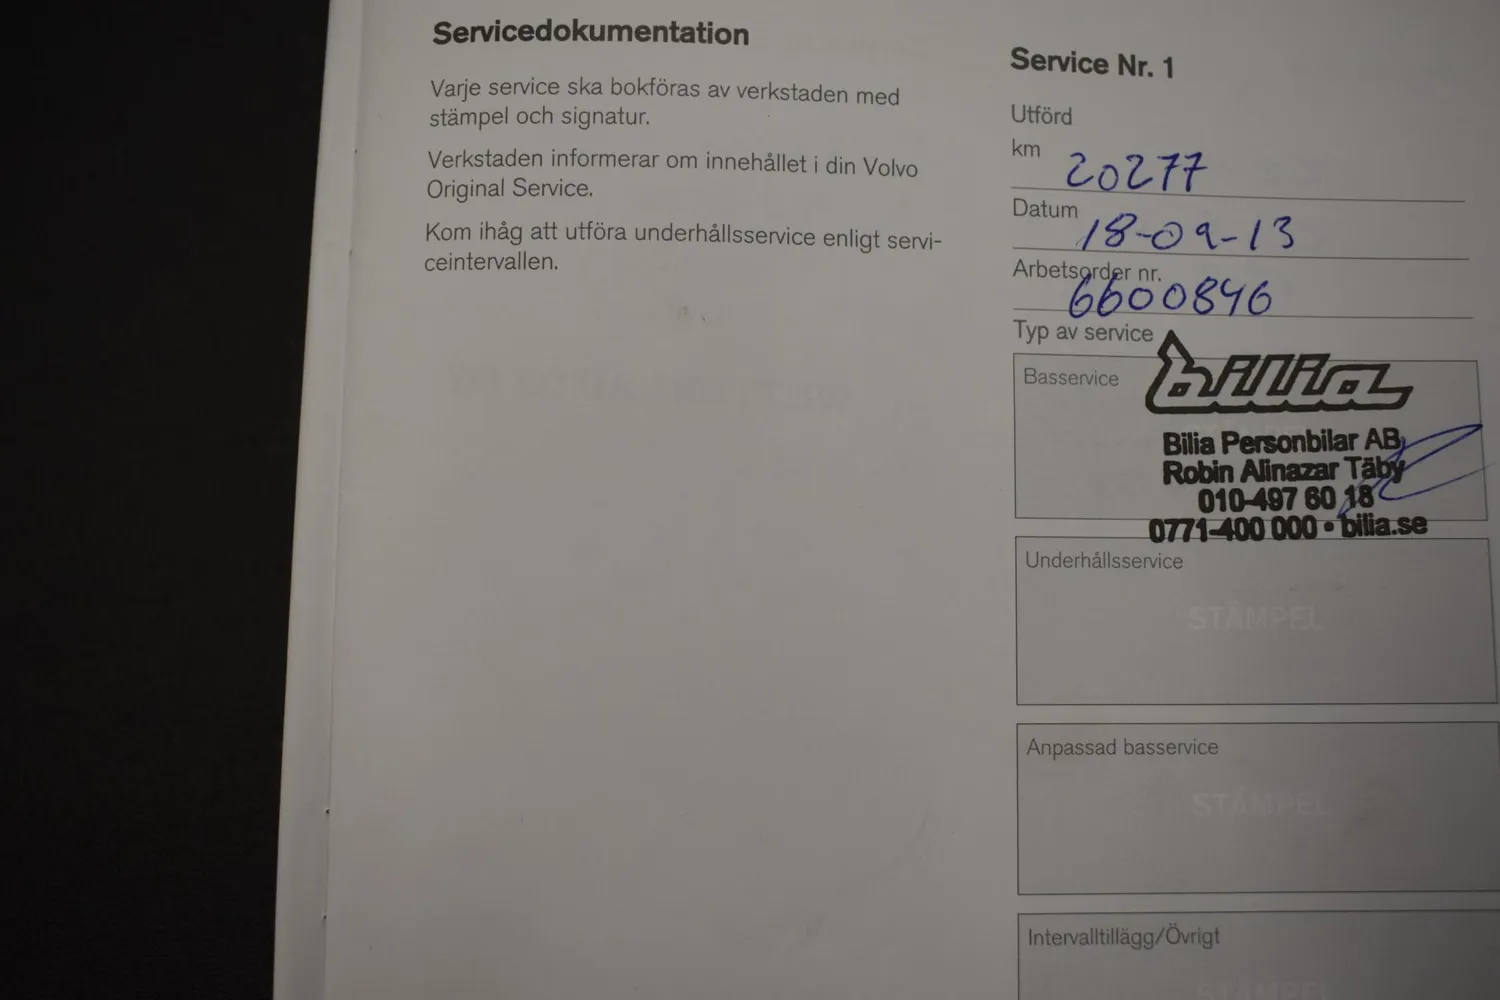 Servicedokumentation
Varje service ska bokföras av verkstaden med
stämpel och signatur.
Verkstaden informerar om innehållet i din Volvo
Original Service.
Kom ihåg att utföra underhållsservice enligt servi-
ceintervallen.
Service Nr. 1
Utförd
km 20277
Datum 18-09-13
Arbetsorder nr. 6600846
Typ av service
Basservice
bilia
Bilia Personbilar AB
Robin Alinazar Täby
010-497 60 18
0771-400 000 • bilia.se
Underhållsservice
STÄMPEL
Anpassad basservice
STÄMPEL
Intervalltillägg/Övrigt
STÄMPEL